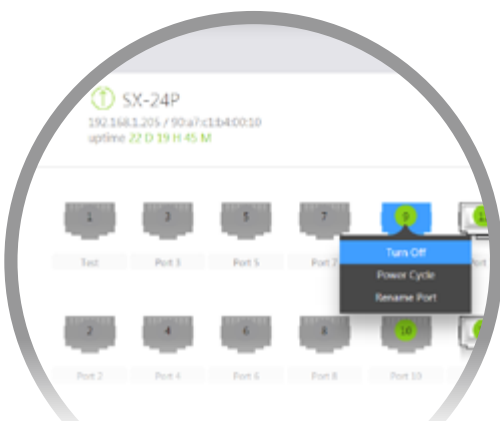 SX-24P
192.168.1.205 / 90:a7:c1:b4:00:10
uptime 22 D 19 H 45 M
1 3 5 7 9
Test Port 3 Port 5 Port 7
Turn Off
Power Cycle
Rename Port
2 4 6 8 10
Port 2 Port 4 Port 6 Port 8 Port 10